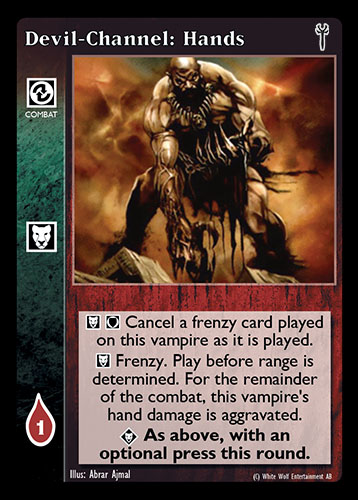 Devil-Channel: Hands
COMBAT
Cancel a frenzy card played
on this vampire as it is played.
Frenzy. Play before range is
determined. For the remainder
of the combat, this vampire's
hand damage is aggravated.
As above, with an
optional press this round.
1
Illus: Abrar Ajmal
(C) White Wolf Entertainment AB